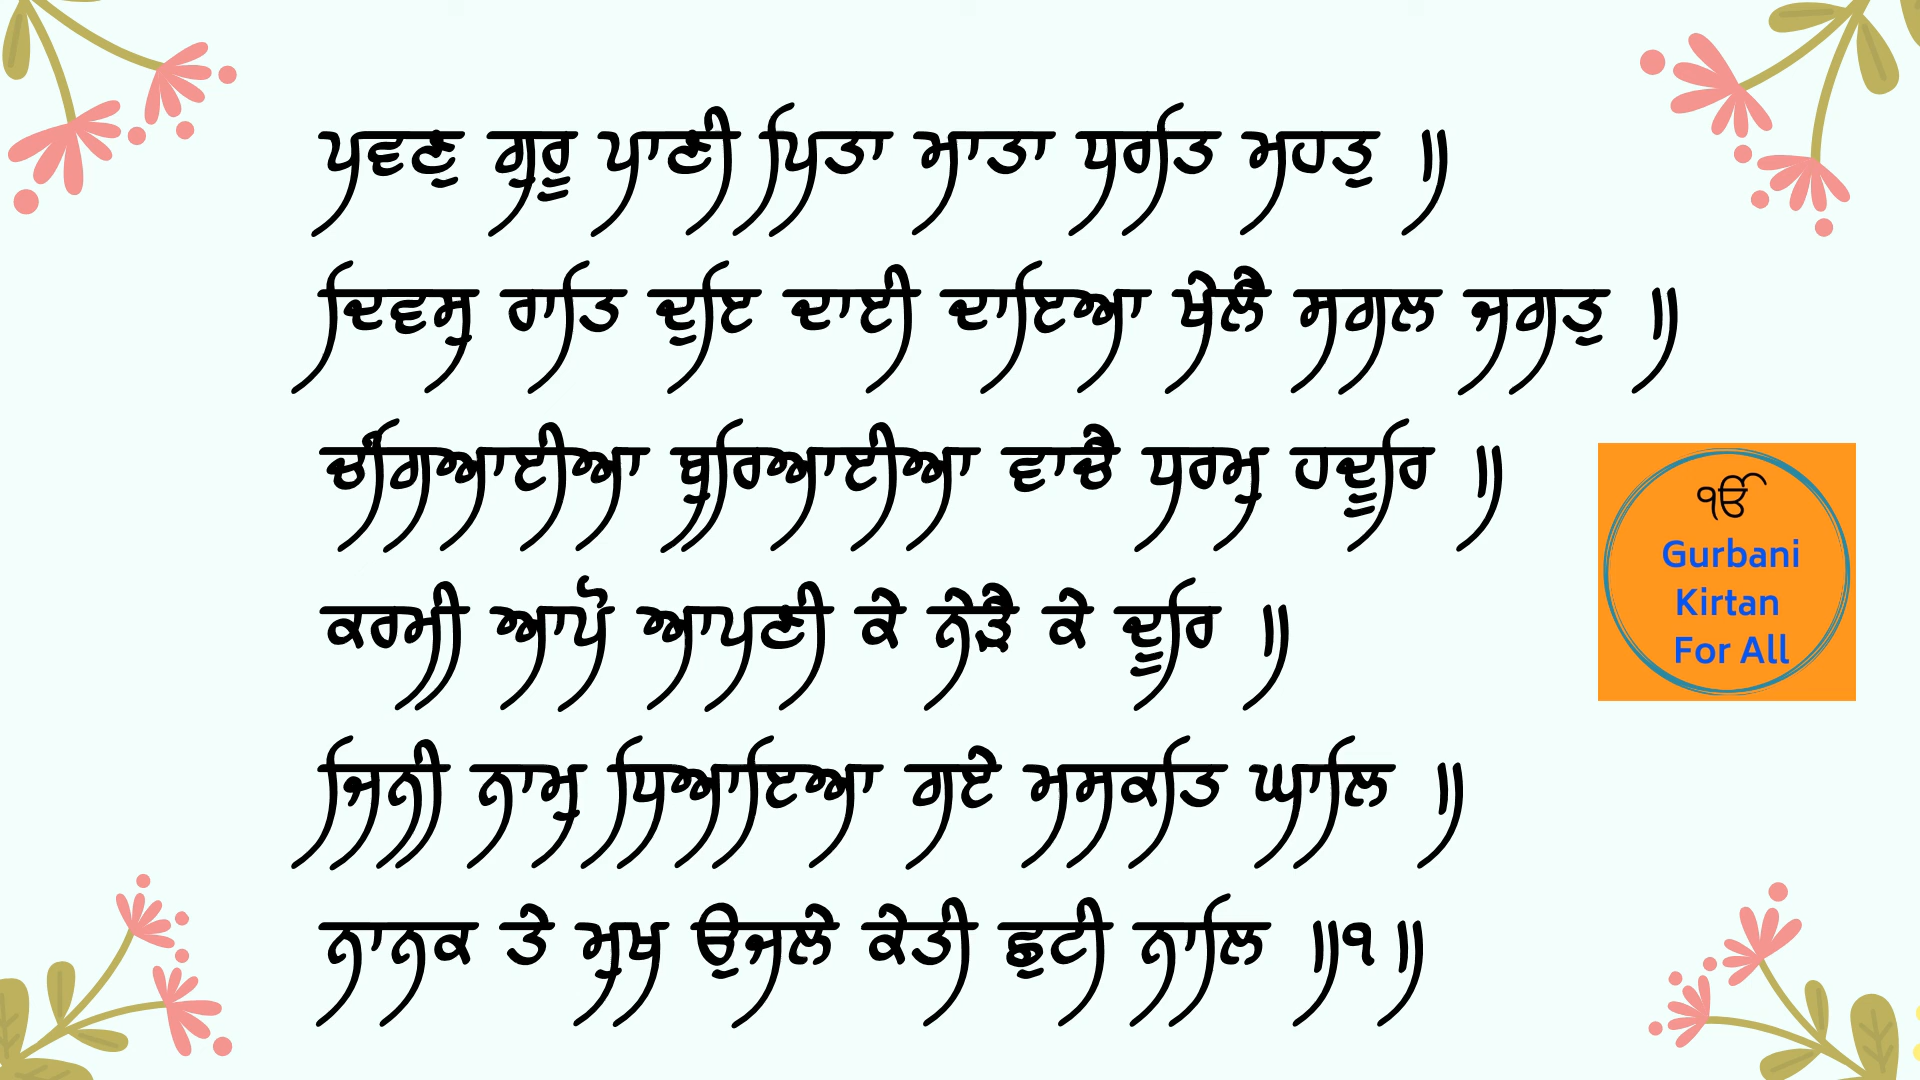 ਪਵਣੁ ਗੁਰੂ ਪਾਣੀ ਪਿਤਾ ਮਾਤਾ ਧਰਤਿ ਮਹਤੁ ॥
ਦਿਵਸੁ ਰਾਤਿ ਦੁਇ ਦਾਈ ਦਾਇਆ ਖੇਲੈ ਸਗਲ ਜਗਤੁ ॥
ਚੰਗਿਆਈਆ ਬੁਰਿਆਈਆ ਵਾਚੈ ਧਰਮੁ ਹਦੂਰਿ ॥
ਕਰਮੀ ਆਪੋ ਆਪਣੀ ਕੇ ਨੇੜੈ ਕੇ ਦੂਰਿ ॥
ਜਿਨੀ ਨਾਮੁ ਧਿਆਇਆ ਗਏ ਮਸਕਤਿ ਘਾਲਿ ॥
ਨਾਨਕ ਤੇ ਮੁਖ ਉਜਲੇ ਕੇਤੀ ਛੁਟੀ ਨਾਲਿ ॥੧॥
ੴ
Gurbani
Kirtan
For All